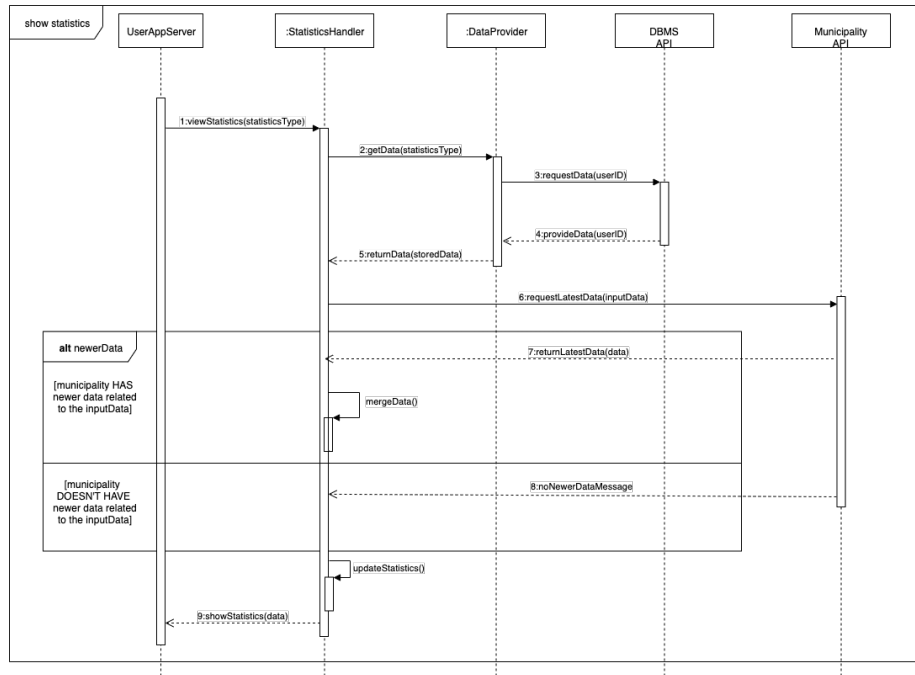 show statistics
UserAppServer
:StatisticsHandler
:DataProvider
DBMS
API
Municipality
API
1:viewStatistics(statisticsType)
2:getData(statisticsType)
3:requestData(userID)
4:provideData(userID)
5:returnData(storedData)
6:requestLatestData(inputData)
alt newerData
7:returnLatestData(data)
[municipality HAS
newer data related
to the inputData]
mergeData()
[municipality
DOESN'T HAVE
newer data related
to the inputData]
8:noNewerDataMessage
updateStatistics()
9:showStatistics(data)